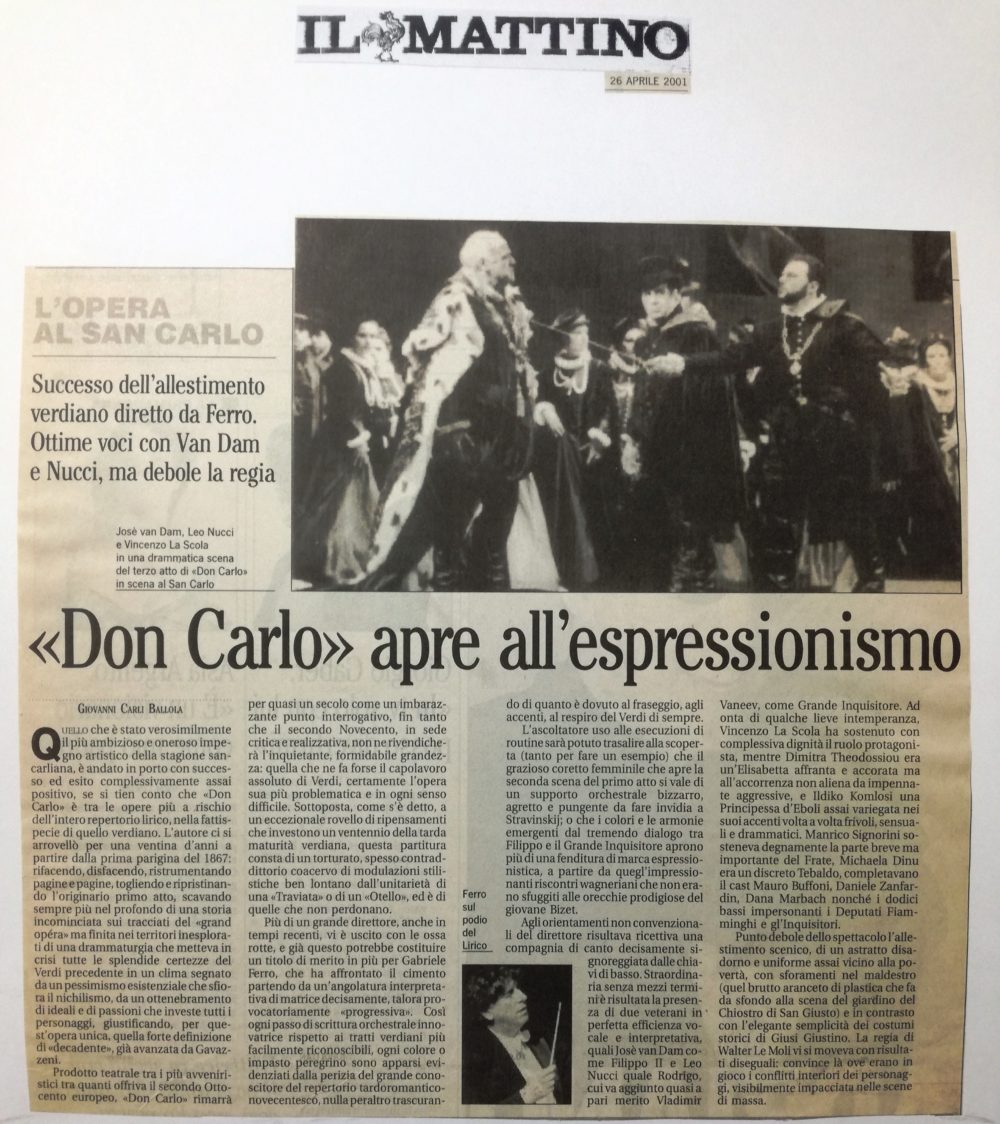 IL MATTINO
26 APRILE 2001
L'OPERA
AL SAN CARLO
Successo dell'allestimento
verdiano diretto da Ferro.
Ottime voci con Van Dam
e Nucci, ma debole la regia
Josè van Dam, Leo Nucci
e Vincenzo La Scola
in una drammatica scena
del terzo atto di «Don Carlo»
in scena al San Carlo
«Don Carlo» apre all'espressionismo
GIOVANNI CARLI BALLOLA
QUELLO che è stato verosimilmente
il più ambizioso e oneroso impe-
gno artistico della stagione san-
carliana, è andato in porto con succes-
so ed esito complessivamente assai
positivo, se si tien conto che «Don
Carlo» è tra le opere più a rischio
dell'intero repertorio lirico, nella fattis-
pecie di quello verdiano. L'autore ci si
arrovellò per una ventina d'anni a
partire dalla prima parigina del 1867:
rifacendo, disfacendo, ristrumentando
pagine e pagine, togliendo e ripristinan-
do l'originario primo atto, scavando
sempre più nel profondo di una storia
incominciata sui tracciati del «grand
opéra» ma finita nei territori inesplora-
ti di una drammaturgia che metteva in
crisi tutte le splendide certezze del
Verdi precedente in un clima segnato
da un pessimismo esistenziale che sfio-
ra il nichilismo, da un ottenebramento
di ideali e di passioni che investe tutti i
personaggi, giustificando, per que-
st'opera unica, quella forte definizione
di «decadente», già avanzata da Gavaz-
zeni.
Prodotto teatrale tra i più avveniri-
stici tra quanti offriva il secondo Otto-
cento europeo, «Don Carlo» rimarrà
per quasi un secolo come un imbaraz-
zante punto interrogativo, fin tanto
che il secondo Novecento, in sede
critica e realizzativa, non ne rivendiche-
rà l'inquietante, formidabile grandez-
za: quella che ne fa forse il capolavoro
assoluto di Verdi, certamente l'opera
sua più problematica e in ogni senso
difficile. Sottoposta, come s'è detto, a
un eccezionale rovello di ripensamenti
che investono un ventennio della tarda
maturità verdiana, questa partitura
consta di un torturato, spesso contrad-
dittorio coacervo di modulazioni stili-
stiche ben lontano dall'unitarietà di
una «Traviata» o di un «Otello», ed è di
quelle che non perdonano.
Più di un grande direttore, anche in
tempi recenti, vi è uscito con le ossa
rotte, e già questo potrebbe costituire
un titolo di merito in più per Gabriele
Ferro, che ha affrontato il cimento
partendo da un'angolatura interpreta-
tiva di matrice decisamente, talora pro-
vocatoriamente «progressiva». Così
ogni passo di scrittura orchestrale inno-
vatrice rispetto ai tratti verdiani più
facilmente riconoscibili, ogni colore o
impasto peregrino sono apparsi evi-
denziati dalla perizia del grande cono-
scitore del repertorio tardoromantico-
novecentesco, nulla peraltro trascuran-
do di quanto è dovuto al fraseggio, agli
accenti, al respiro del Verdi di sempre.
L'ascoltatore uso alle esecuzioni di
routine sarà potuto trasalire alla scoper-
ta (tanto per fare un esempio) che il
grazioso coretto femminile che apre la
seconda scena del primo atto si vale di
un supporto orchestrale bizzarro,
agretto e pungente da fare invidia a
Stravinskij; o che i colori e le armonie
emergenti dal tremendo dialogo tra
Filippo e il Grande Inquisitore aprono
più di una fenditura di marca espressio-
nistica, a partire da quegl'impressio-
nanti riscontri wagneriani che non era-
no sfuggiti alle orecchie prodigiose del
giovane Bizet.
Agli orientamenti non convenziona-
li del direttore risultava ricettiva una
compagnia di canto decisamente si-
gnoreggiata dalle chia-
vi di basso. Straordina-
ria senza mezzi termi-
ni è risultata la presen-
za di due veterani in
perfetta efficienza vo-
cale e interpretativa,
quali Josè van Dam co-
me Filippo II e Leo
Nucci quale Rodrigo,
cui va aggiunto quasi a
pari merito Vladimir
Ferro
sul
podio
del
Lirico
Vaneev, come Grande Inquisitore. Ad
onta di qualche lieve intemperanza,
Vincenzo La Scola ha sostenuto con
complessiva dignità il ruolo protagoni-
sta, mentre Dimitra Theodossiou era
un'Elisabetta affranta e accorata ma
all'accorrenza non aliena da impenna-
te aggressive, e Ildiko Komlosi una
Principessa d'Eboli assai variegata nei
suoi accenti volta a volta frivoli, sensua-
li e drammatici. Manrico Signorini so-
steneva degnamente la parte breve ma
importante del Frate, Michaela Dinu
era un discreto Tebaldo, completavano
il cast Mauro Buffoni, Daniele Zanfar-
din, Dana Marbach nonché i dodici
bassi impersonanti i Deputati Fiam-
minghi e gl'Inquisitori.
Punto debole dello spettacolo l'alle-
stimento scenico, di un astratto disa-
dorno e uniforme assai vicino alla po-
vertà, con sforamenti nel maldestro
(quel brutto aranceto di plastica che fa
da sfondo alla scena del giardino del
Chiostro di San Giusto) e in contrasto
con l'elegante semplicità dei costumi
storici di Giusi Giustino. La regia di
Walter Le Moli vi si moveva con risulta-
ti diseguali: convince là ove erano in
gioco i conflitti interiori dei personag-
gi, visibilmente impacciata nelle scene
di massa.